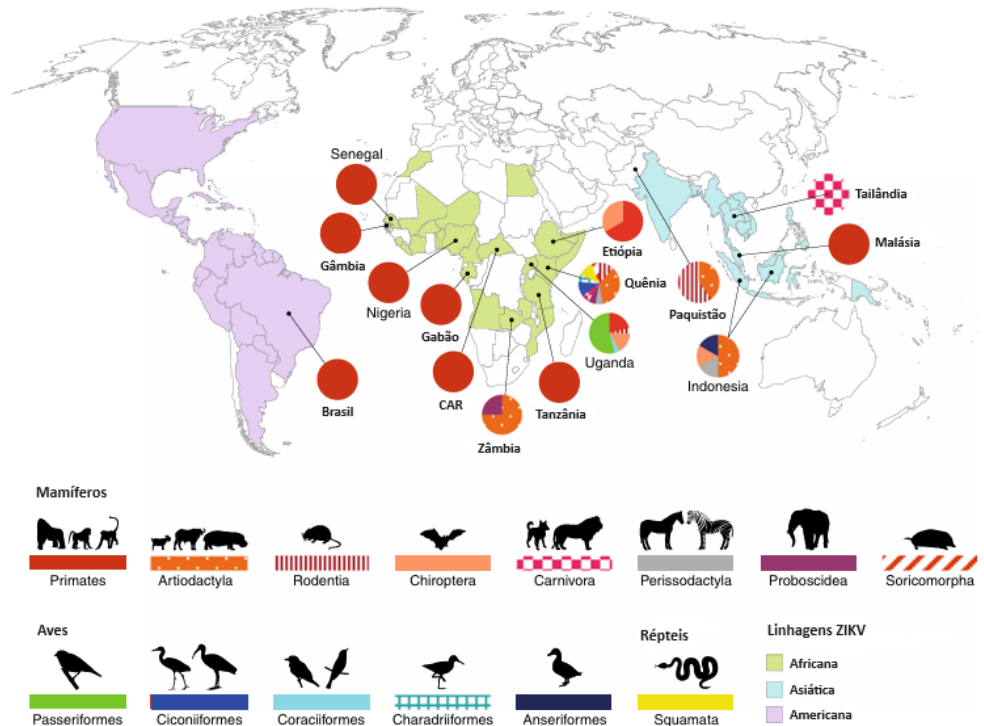 Senegal
Gâmbia
Nigeria
Gabão
CAR
Zâmbia
Tanzânia
Uganda
Quênia
Etiópia
Brasil
Paquistão
Indonesia
Tailândia
Malásia
Mamíferos
Primates
Artiodactyla
Rodentia
Chiroptera
Carnivora
Perissodactyla
Proboscidea
Soricomorpha
Aves
Répteis
Linhagens ZIKV
Passeriformes
Ciconiiformes
Coraciiformes
Charadriiformes
Anseriformes
Squamata
Africana
Asiática
Americana